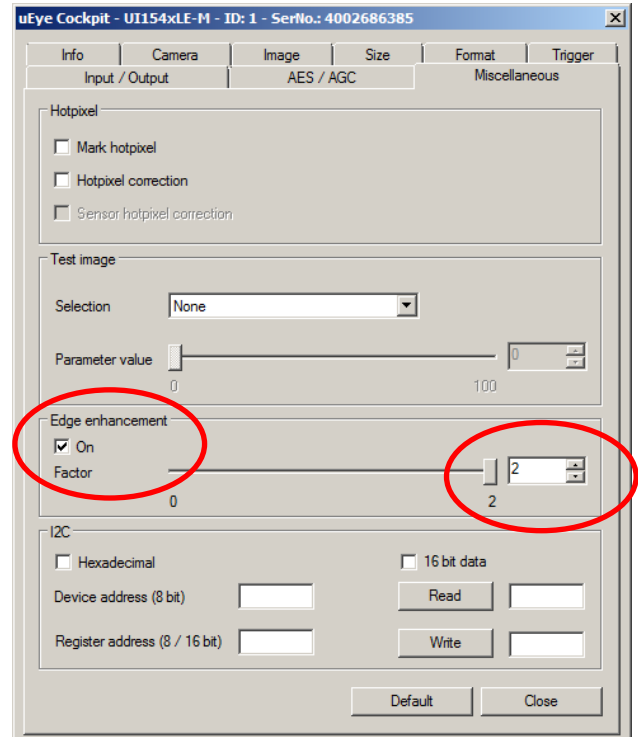 uEye Cockpit - UI154xLE-M - ID: 1 - SerNo.: 4002686385
Info Camera Image Size Format Trigger
Input / Output AES / AGC Miscellaneous
Hotpixel
Mark hotpixel
Hotpixel correction
Sensor hotpixel correction
Test image
Selection None
Parameter value 0
0 100
Edge enhancement
On
Factor 2
0 2
I2C
Hexadecimal 16 bit data
Device address (8 bit) Read
Register address (8 / 16 bit) Write
Default Close